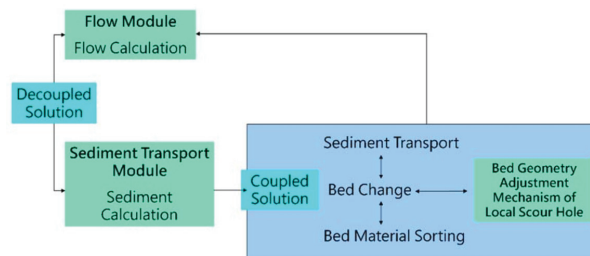 Flow Module
Flow Calculation
Decoupled
Solution
Sediment Transport
Module
Sediment
Calculation
Coupled
Solution
Sediment Transport
Bed Change
Bed Material Sorting
Bed Geometry
Adjustment
Mechanism of
Local Scour Hole